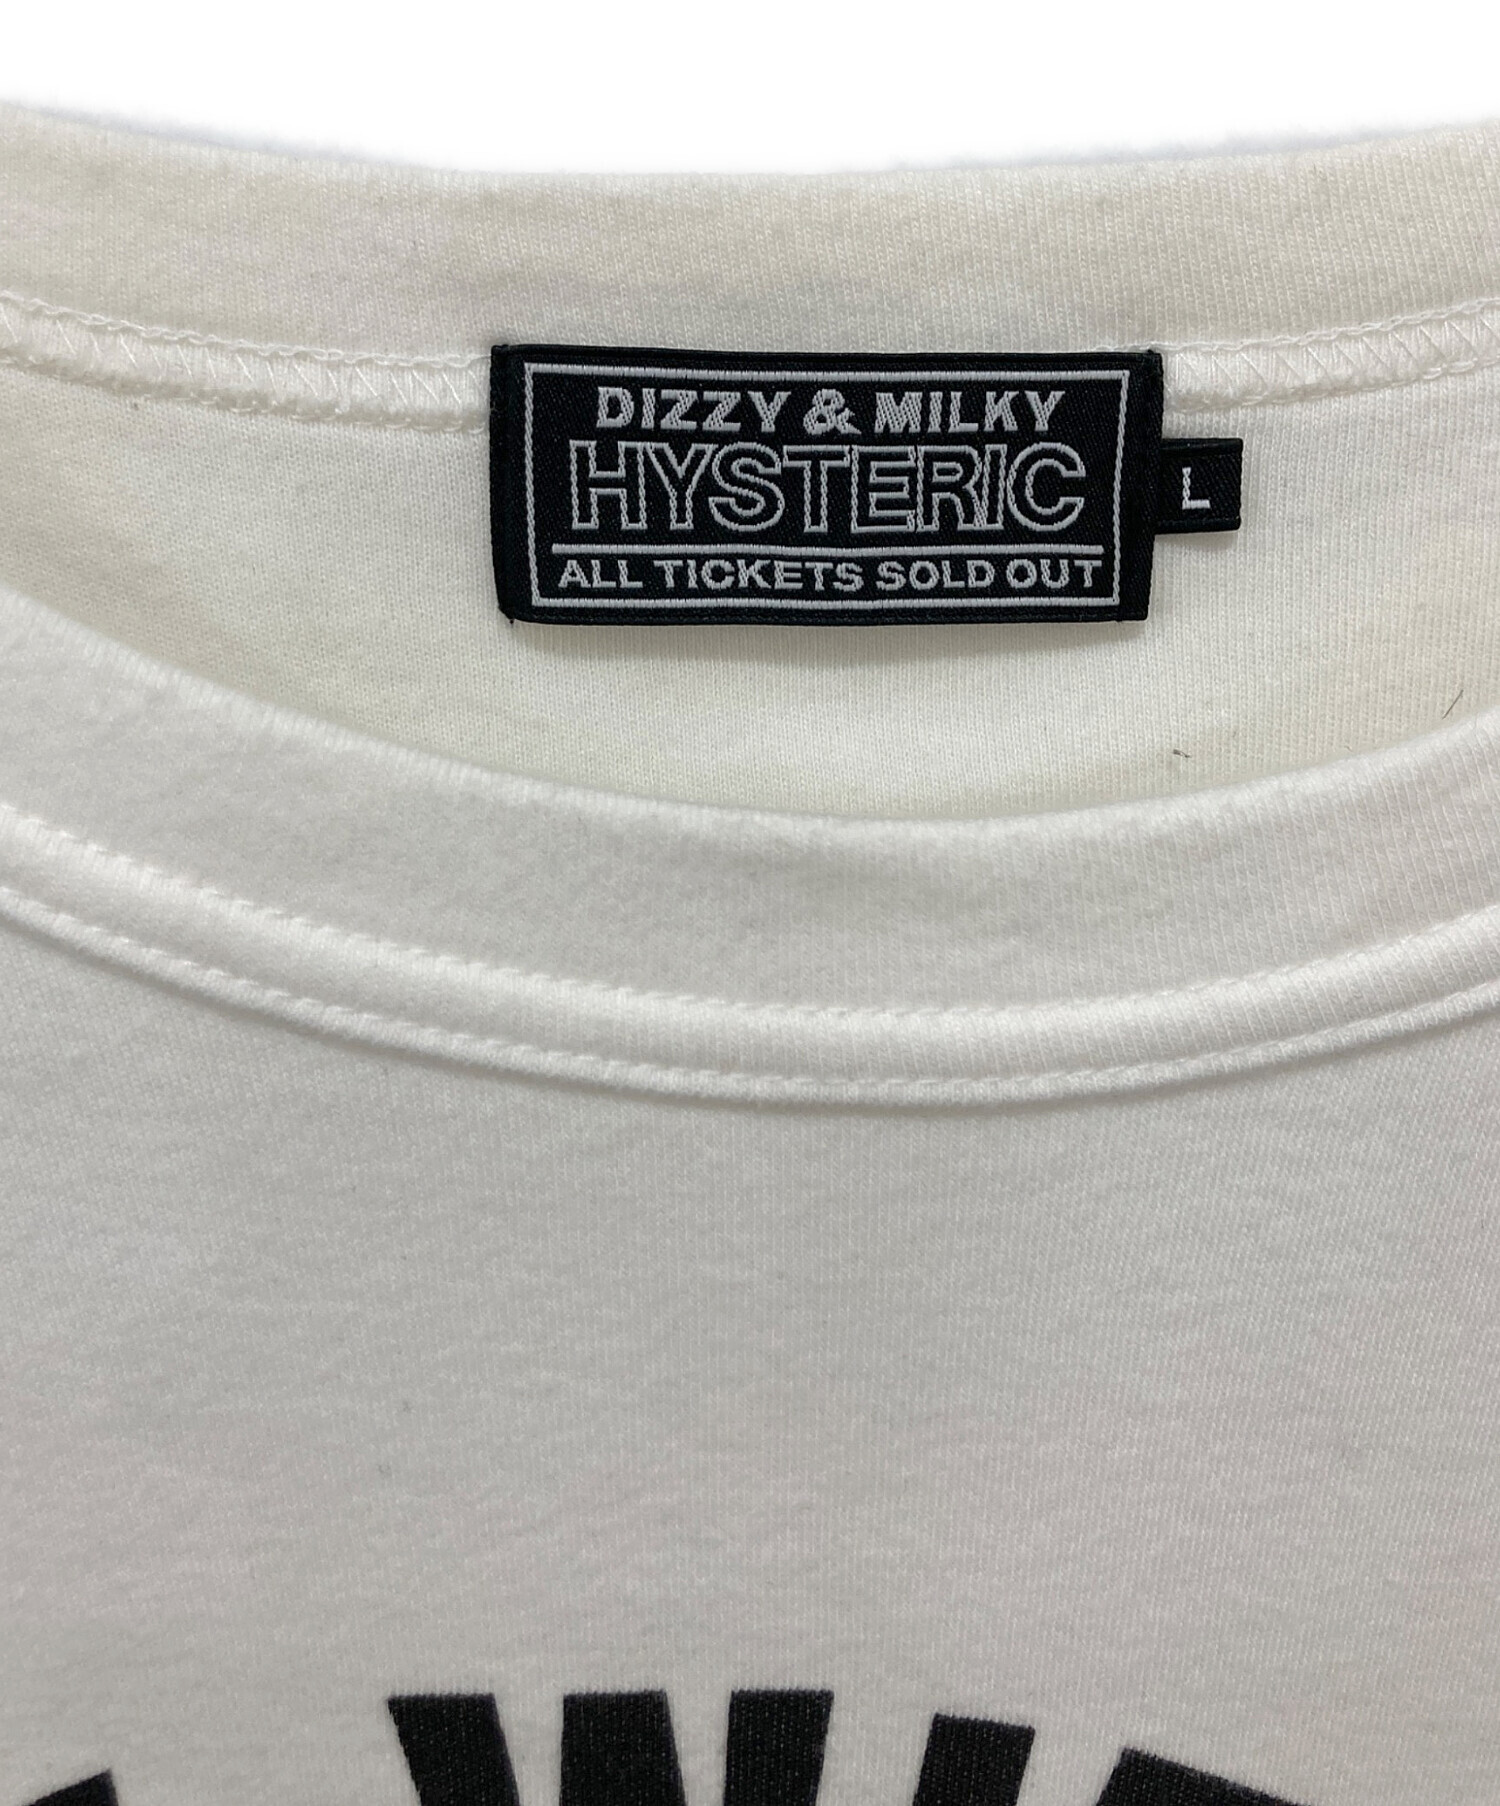 DIZZY & MILKY
HYSTERIC
ALL TICKETS SOLD OUT
L